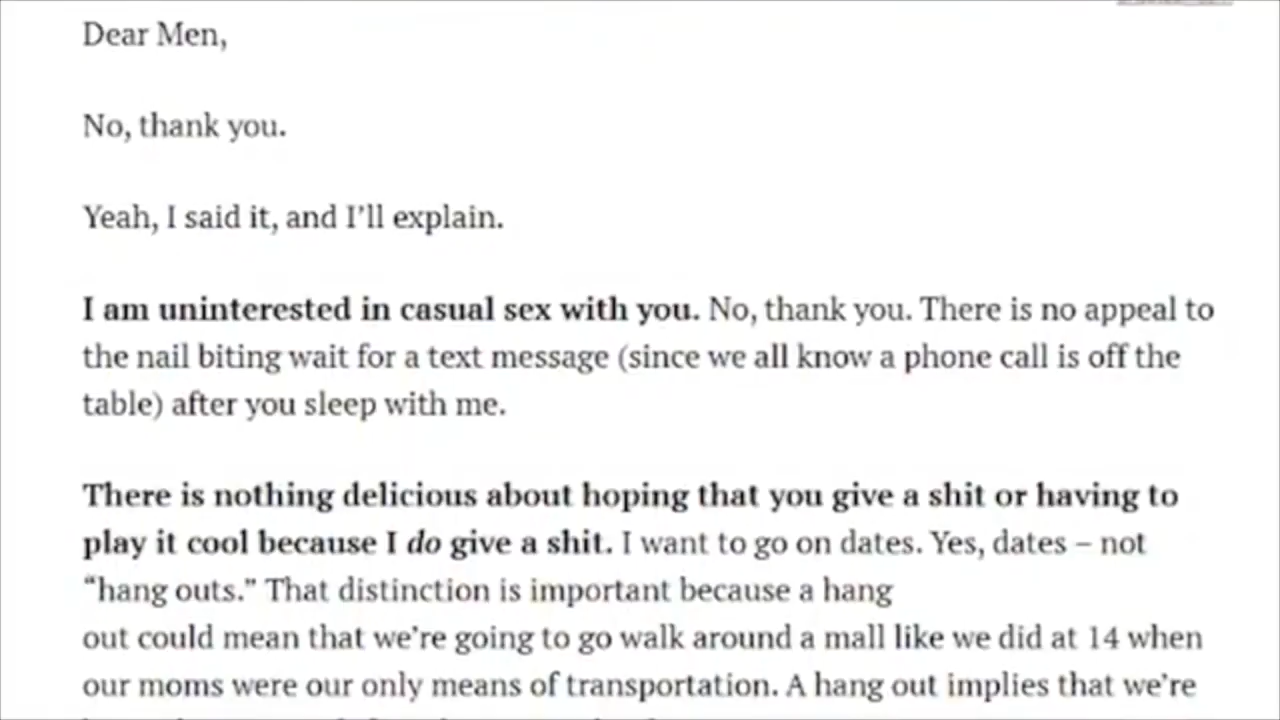 Dear Men,
No, thank you.
Yeah, I said it, and I’ll explain.
I am uninterested in casual sex with you. No, thank you. There is no appeal to
the nail biting wait for a text message (since we all know a phone call is off the
table) after you sleep with me.
There is nothing delicious about hoping that you give a shit or having to
play it cool because I do give a shit. I want to go on dates. Yes, dates – not
“hang outs.” That distinction is important because a hang
out could mean that we’re going to go walk around a mall like we did at 14 when
our moms were our only means of transportation. A hang out implies that we’re